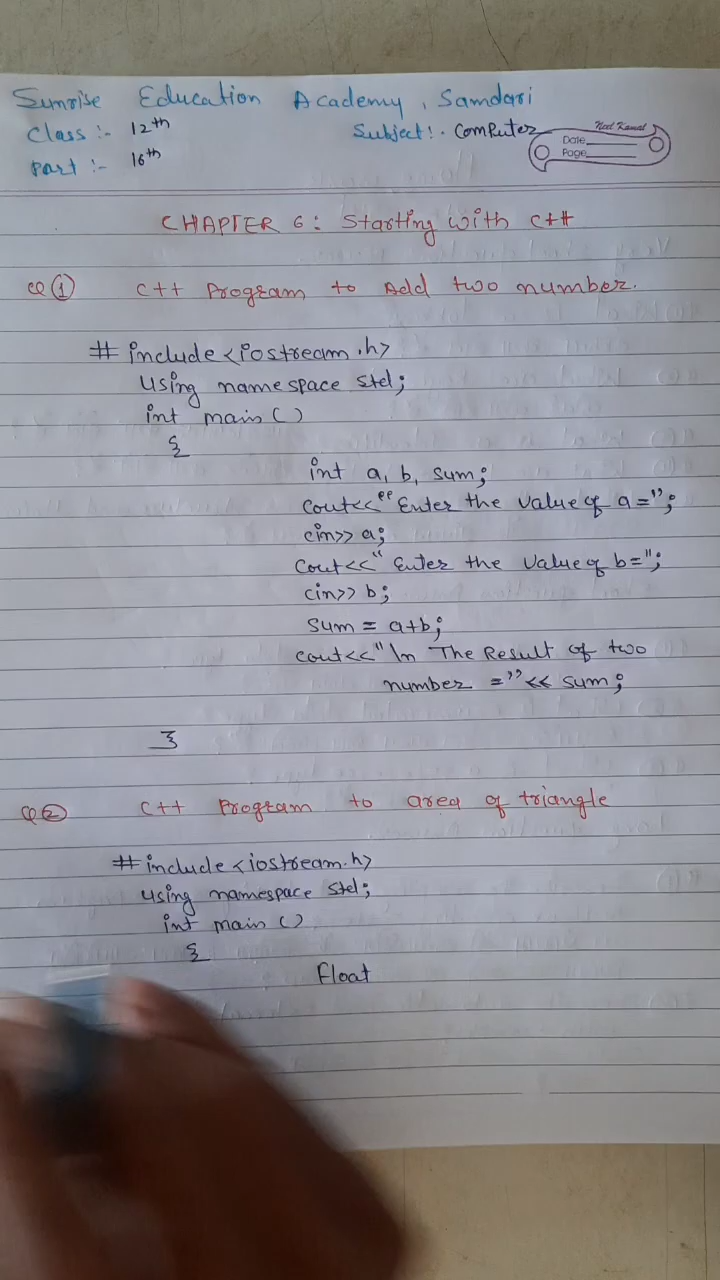 Sunrise Education Academy, Samdari
Class :- 12th
Subject :- Computer
Part :- 16th
Neel Kamal
Date
Page
CHAPTER 6: Starting with C++
Q① C++ Program to Add two number.
# include <iostream.h>
using namespace std;
int main ()
{
int a, b, sum;
cout<<"Enter the value of a =";
cin>> a;
cout<<"Enter the value of b=";
cin>> b;
sum = a+b;
cout<<"\n The Result of two
number ="<< sum;
}
Q② C++ Program to area of triangle
# include <iostream.h>
using namespace std;
int main ()
{
Float